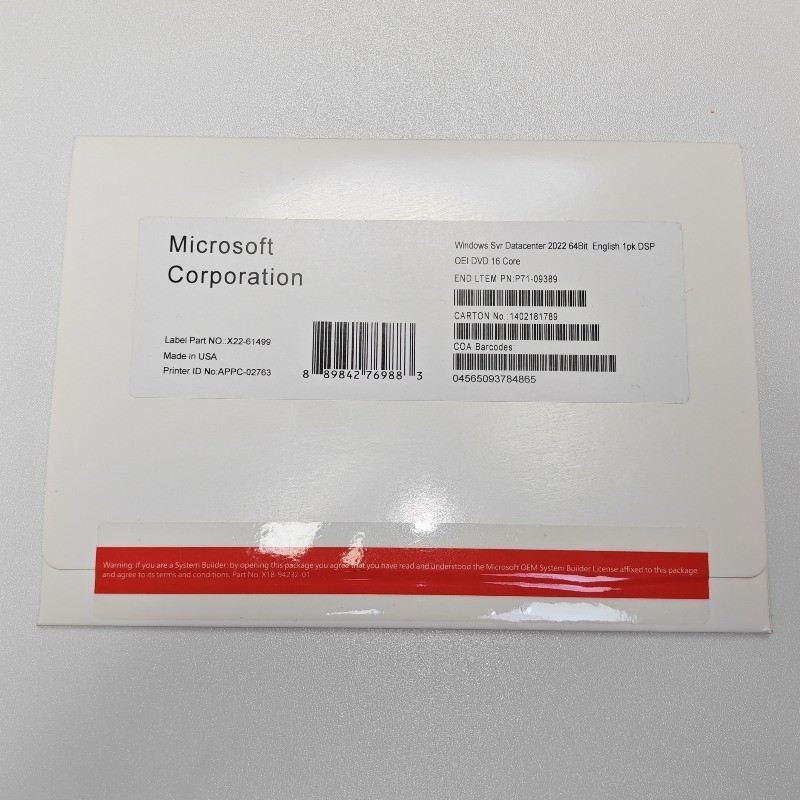 Microsoft
Corporation
Label Part NO.:X22-61499
Made in USA
Printer ID No:APPC-02763
8 89842 76988 3
Windows Svr Datacenter 2022 64Bit English 1pk DSP
OEI DVD 16 Core
END LTEM PN:P71-09389
CARTON No.:1402181789
COA Barcodes
04565093784865
Warning: If you are a System Builder: by opening this package you agree that you have read and understood the Microsoft OEM System Builder License affixed to this package
and agree to its terms and conditions. Part No. X18-94232-01